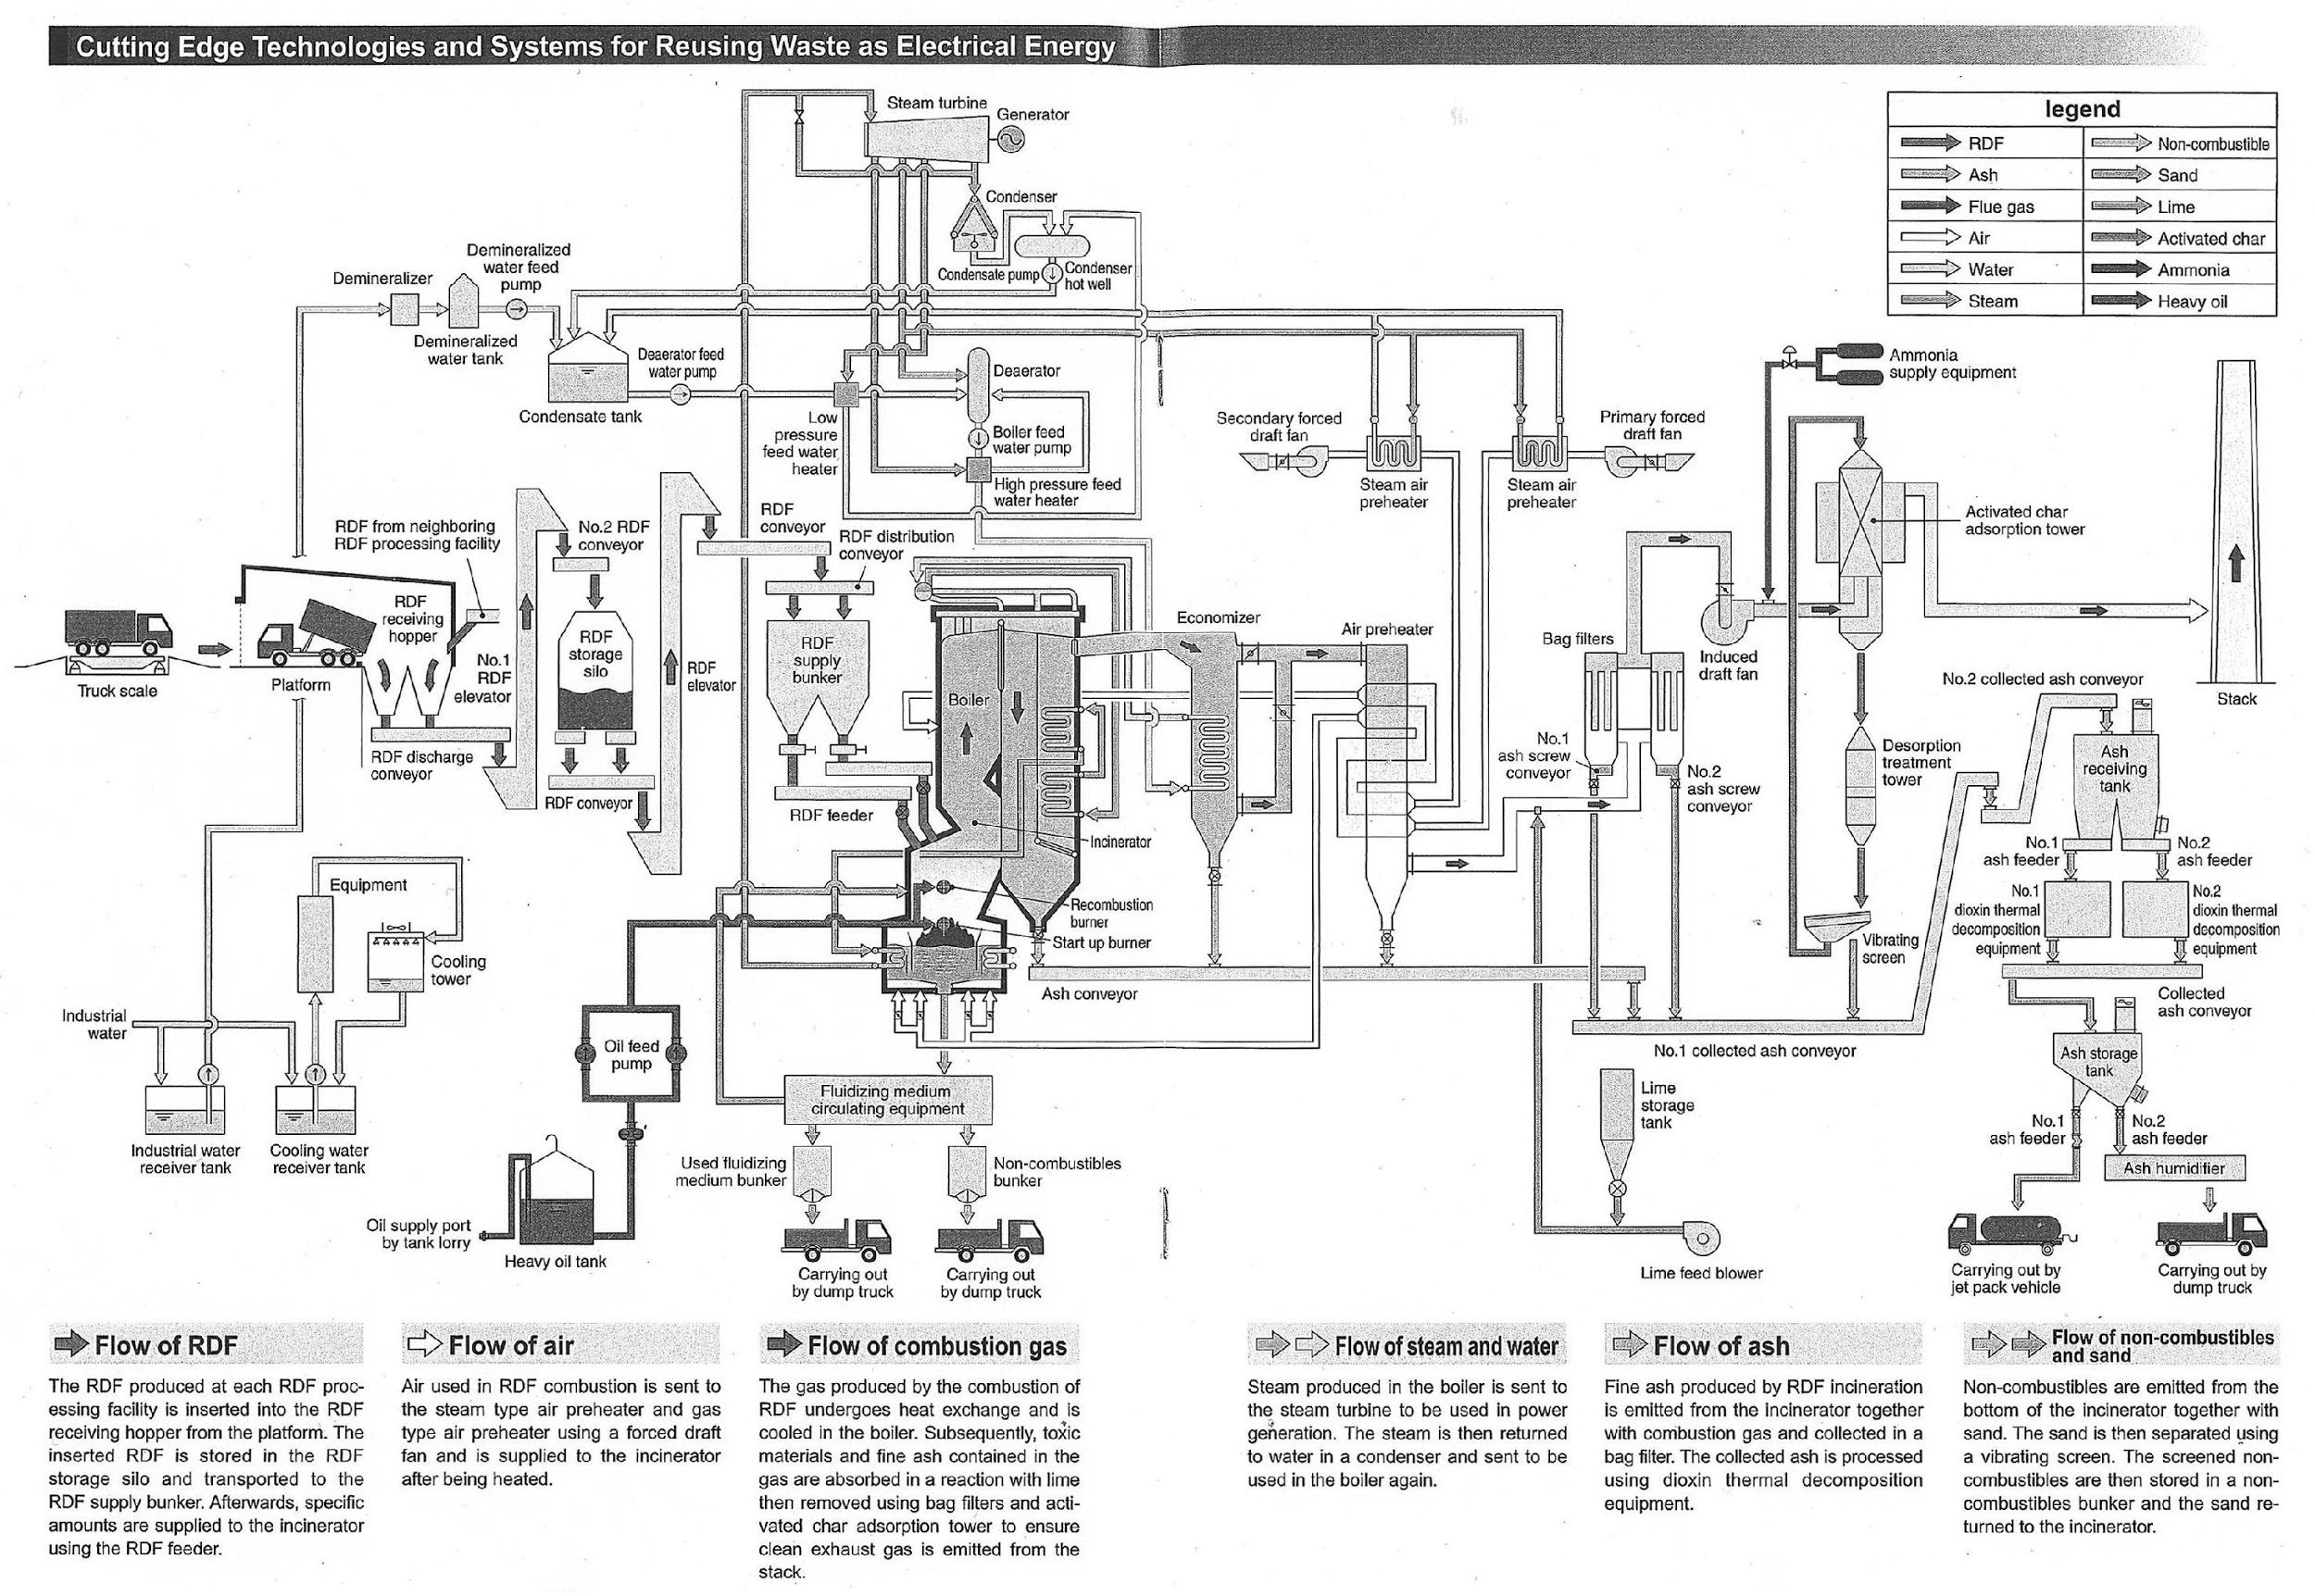 Cutting Edge Technologies and Systems for Reusing Waste as Electrical Energy
legend
RDF
Non-combustible
Ash
Sand
Flue gas
Lime
Air
Activated char
Water
Ammonia
Steam
Heavy oil
Steam turbine
Generator
Condenser
Condensate pump
Condenser
hot well
Demineralizer
Demineralized
water feed
pump
Demineralized
water tank
Condensate tank
Deaerator feed
water pump
Low
pressure
feed water
heater
Deaerator
Boiler feed
water pump
High pressure feed
water heater
Secondary forced
draft fan
Steam air
preheater
Primary forced
draft fan
Steam air
preheater
Ammonia
supply equipment
Activated char
adsorption tower
RDF from neighboring
RDF processing facility
No.2 RDF
conveyor
RDF
conveyor
RDF distribution
conveyor
Truck scale
Platform
RDF
receiving
hopper
No.1
RDF
elevator
RDF discharge
conveyor
RDF
storage
silo
RDF conveyor
RDF
elevator
RDF
supply
bunker
RDF feeder
Boiler
Incinerator
Recombustion
burner
Start up burner
Economizer
Air preheater
Bag filters
Induced
draft fan
No.1
ash screw
conveyor
No.2
ash screw
conveyor
Desorption
treatment
tower
Vibrating
screen
Stack
No.2 collected ash conveyor
Ash
receiving
tank
No.1
ash feeder
No.2
ash feeder
No.1
dioxin thermal
decomposition
equipment
No.2
dioxin thermal
decomposition
equipment
Collected
ash conveyor
Ash storage
tank
No.1
ash feeder
No.2
ash feeder
Ash humidifier
Carrying out by
jet pack vehicle
Carrying out by
dump truck
Equipment
Cooling
tower
Industrial
water
Industrial water
receiver tank
Cooling water
receiver tank
Oil feed
pump
Oil supply port
by tank lorry
Heavy oil tank
Ash conveyor
No.1 collected ash conveyor
Fluidizing medium
circulating equipment
Used fluidizing
medium bunker
Non-combustibles
bunker
Carrying out
by dump truck
Carrying out
by dump truck
Lime
storage
tank
Lime feed blower
Flow of RDF
The RDF produced at each RDF proc-
essing facility is inserted into the RDF
receiving hopper from the platform. The
inserted RDF is stored in the RDF
storage silo and transported to the
RDF supply bunker. Afterwards, specific
amounts are supplied to the incinerator
using the RDF feeder.
Flow of air
Air used in RDF combustion is sent to
the steam type air preheater and gas
type air preheater using a forced draft
fan and is supplied to the incinerator
after being heated.
Flow of combustion gas
The gas produced by the combustion of
RDF undergoes heat exchange and is
cooled in the boiler. Subsequently, toxic
materials and fine ash contained in the
gas are absorbed in a reaction with lime
then removed using bag filters and acti-
vated char adsorption tower to ensure
clean exhaust gas is emitted from the
stack.
Flow of steam and water
Steam produced in the boiler is sent to
the steam turbine to be used in power
generation. The steam is then returned
to water in a condenser and sent to be
used in the boiler again.
Flow of ash
Fine ash produced by RDF incineration
is emitted from the incinerator together
with combustion gas and collected in a
bag filter. The collected ash is processed
using dioxin thermal decomposition
equipment.
Flow of non-combustibles
and sand
Non-combustibles are emitted from the
bottom of the incinerator together with
sand. The sand is then separated using
a vibrating screen. The screened non-
combustibles are then stored in a non-
combustibles bunker and the sand re-
turned to the incinerator.